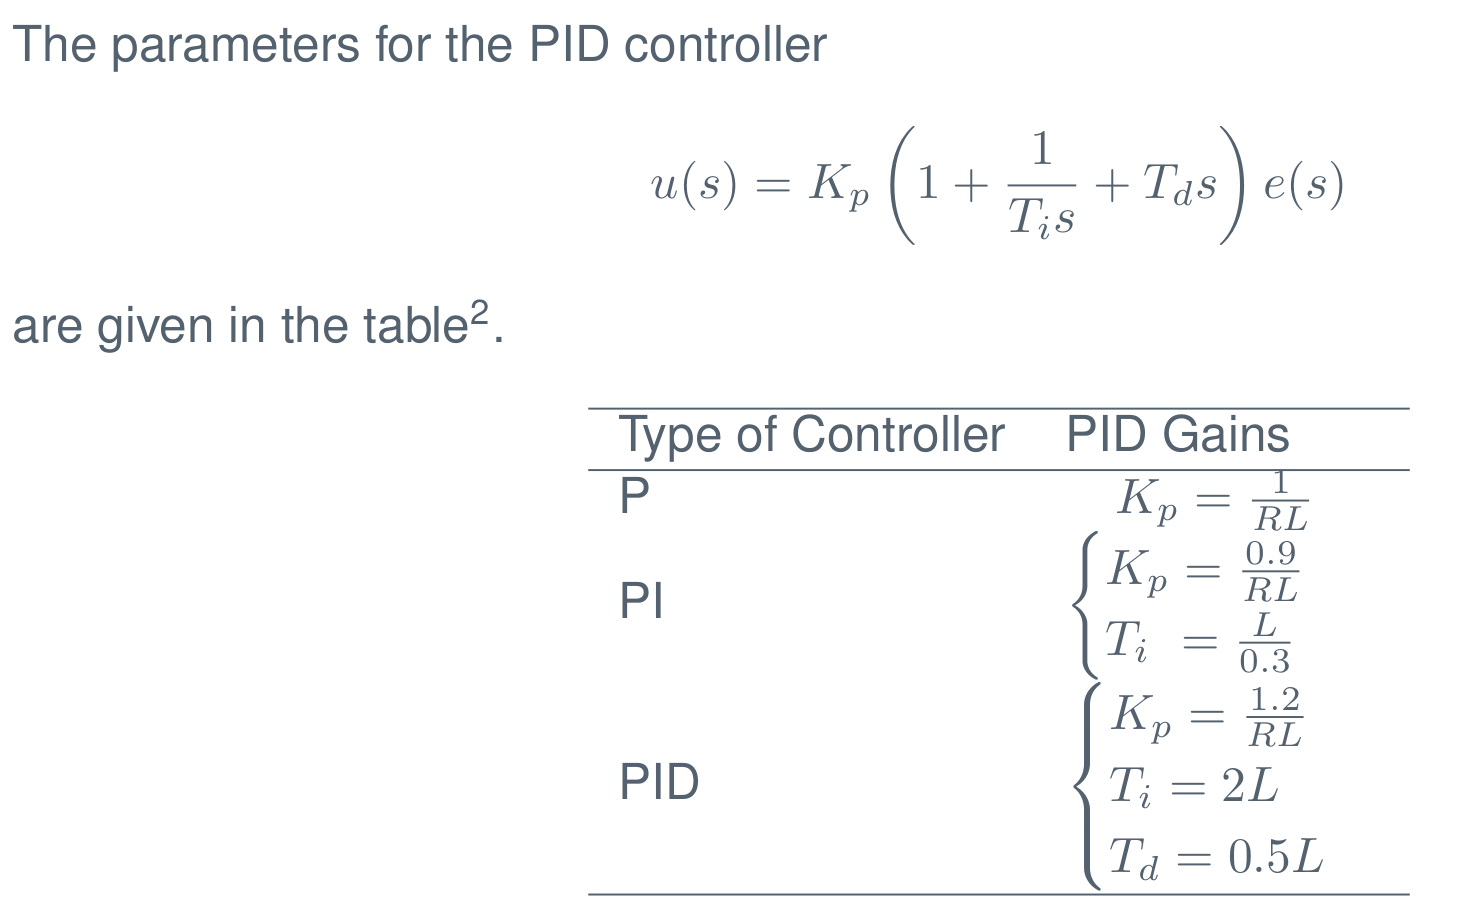 The parameters for the PID controller
u(s) = K_p \left( 1 + \frac{1}{T_i s} + T_d s \right) e(s)
are given in the table².
Type of Controller PID Gains
P K_p = \frac{1}{RL}
PI \begin{cases} K_p = \frac{0.9}{RL} \\ T_i = \frac{L}{0.3} \end{cases}
PID \begin{cases} K_p = \frac{1.2}{RL} \\ T_i = 2L \\ T_d = 0.5L \end{cases}